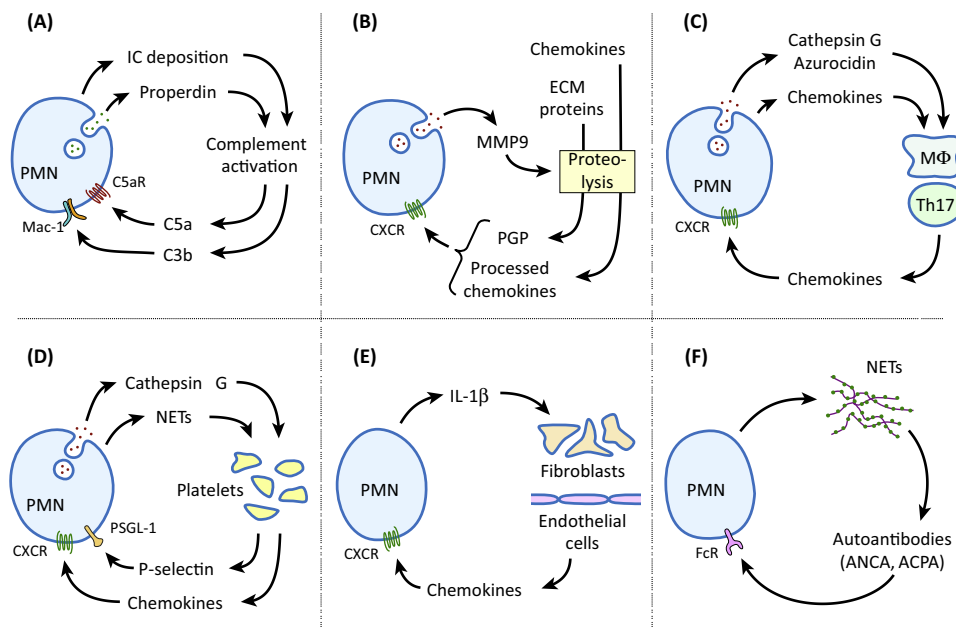 (A)
IC deposition
Properdin
Complement
activation
PMN
C5aR
Mac-1
C5a
C3b
(B)
Chemokines
ECM
proteins
MMP9
Proteo-
lysis
PMN
CXCR
PGP
Processed
chemokines
(C)
Cathepsin G
Azurocidin
Chemokines
MΦ
PMN
Th17
CXCR
Chemokines
(D)
Cathepsin G
NETs
PMN
Platelets
PSGL-1
CXCR
P-selectin
Chemokines
(E)
IL-1β
PMN
Fibroblasts
Endothelial
cells
CXCR
Chemokines
(F)
NETs
PMN
FcR
Autoantibodies
(ANCA, ACPA)